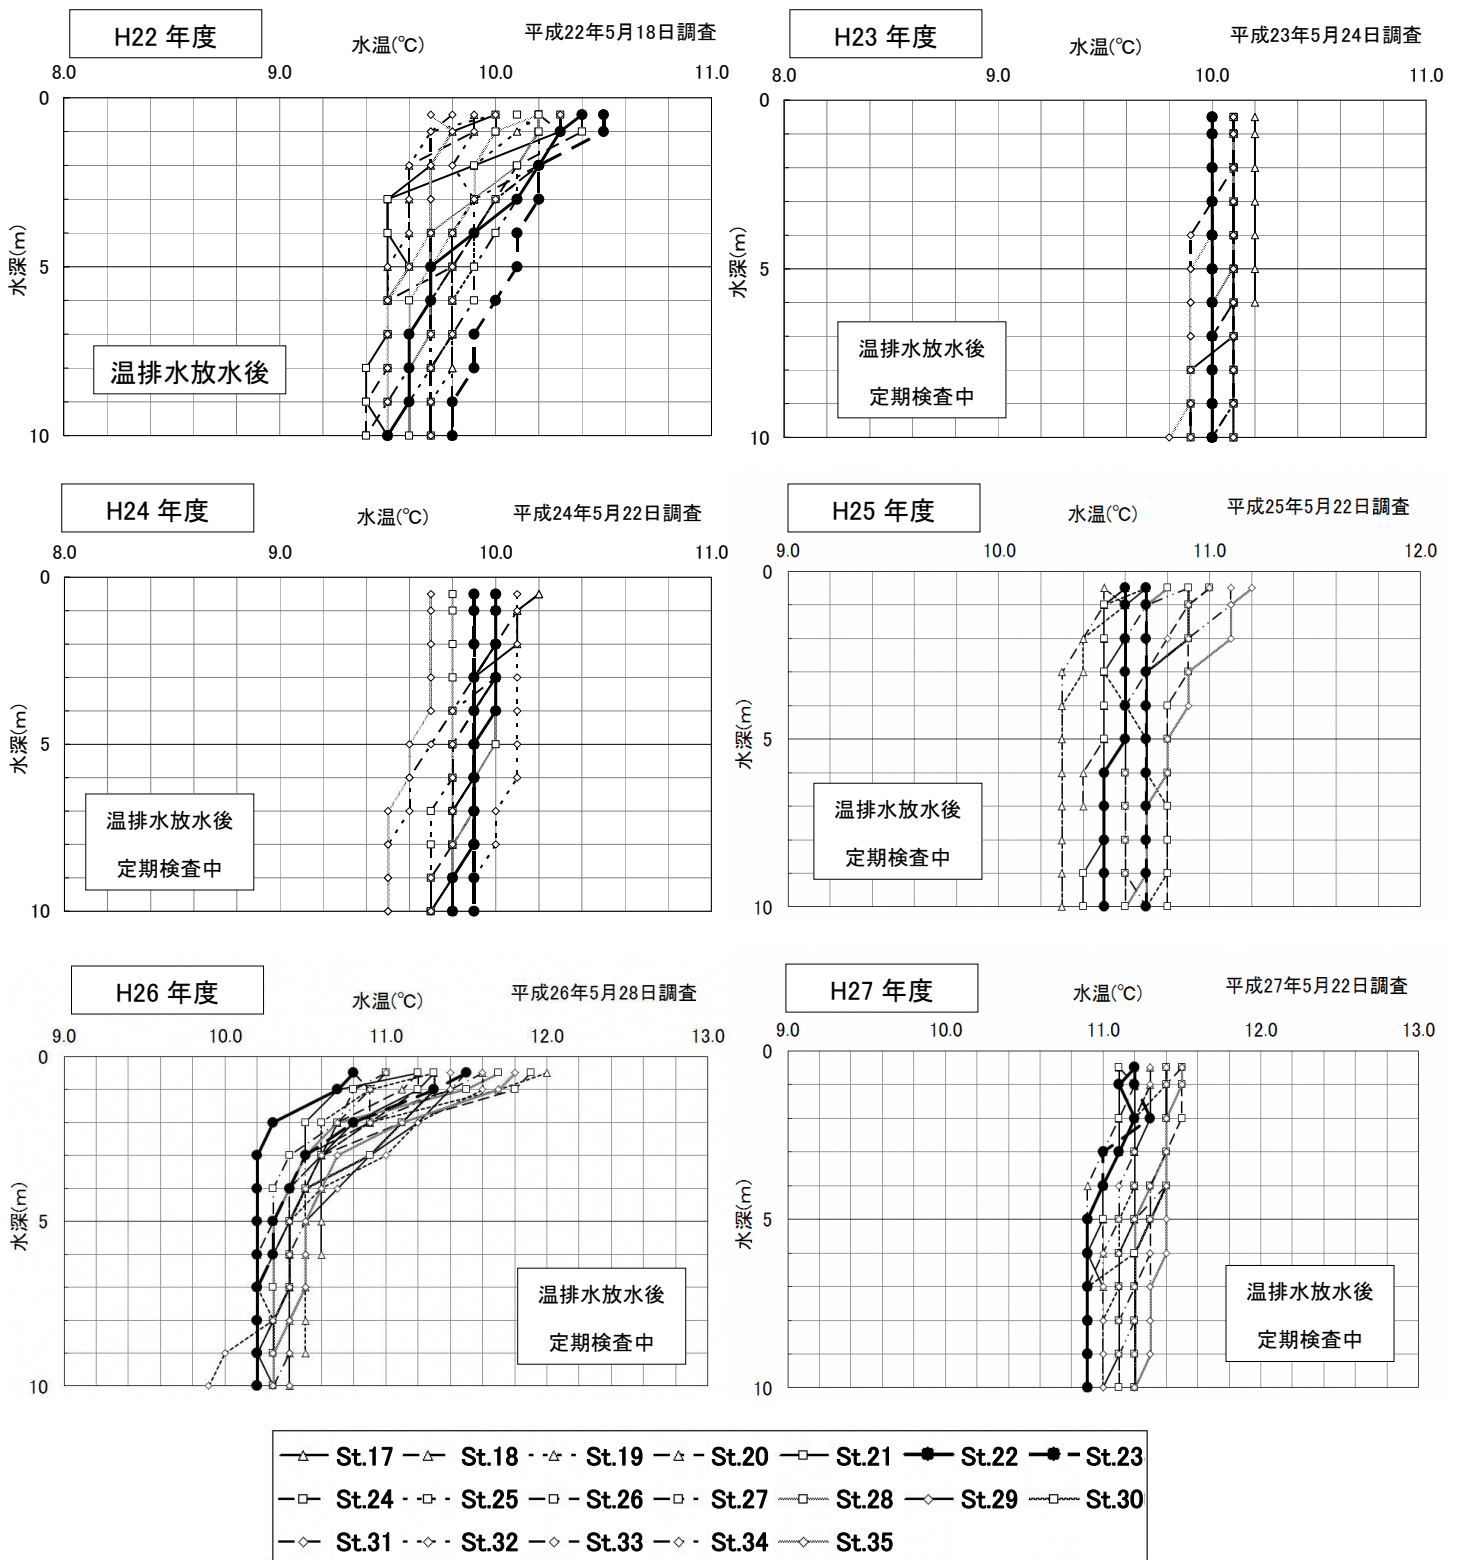 H22 年度
水温(℃)
平成22年5月18日調査
8.0 9.0 10.0 11.0
0
5
10
水深(m)
温排水放水後
H23 年度
水温(℃)
平成23年5月24日調査
8.0 9.0 10.0 11.0
0
5
10
水深(m)
温排水放水後
定期検査中
H24 年度
水温(℃)
平成24年5月22日調査
8.0 9.0 10.0 11.0
0
5
10
水深(m)
温排水放水後
定期検査中
H25 年度
水温(℃)
平成25年5月22日調査
9.0 10.0 11.0 12.0
0
5
10
水深(m)
温排水放水後
定期検査中
H26 年度
水温(℃)
平成26年5月28日調査
9.0 10.0 11.0 12.0 13.0
0
5
10
水深(m)
温排水放水後
定期検査中
H27 年度
水温(℃)
平成27年5月22日調査
9.0 10.0 11.0 12.0 13.0
0
5
10
水深(m)
温排水放水後
定期検査中
St.17 St.18 St.19 St.20 St.21 St.22 St.23
St.24 St.25 St.26 St.27 St.28 St.29 St.30
St.31 St.32 St.33 St.34 St.35